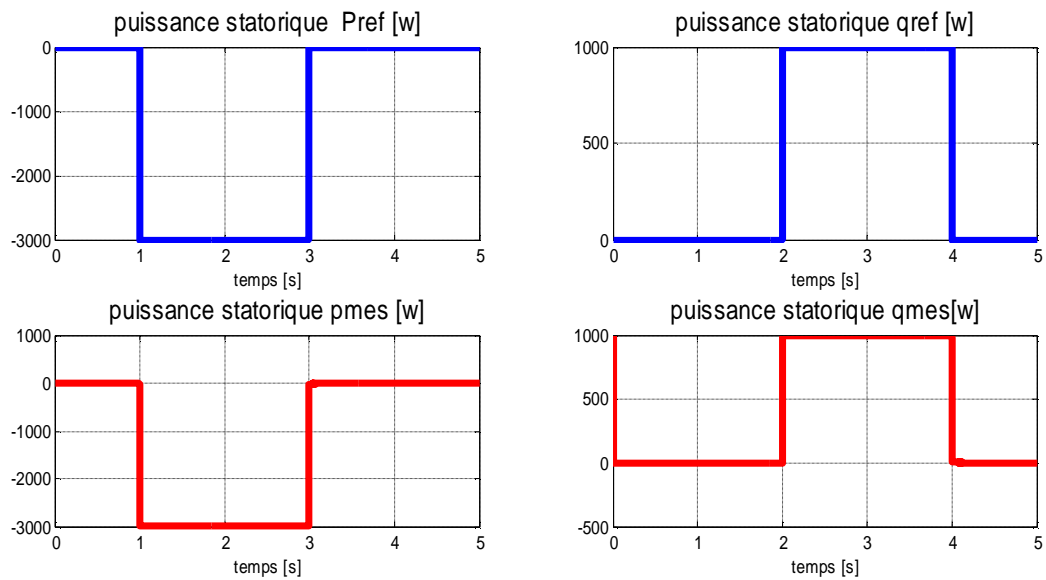 puissance statorique Pref [w]
0
-1000
-2000
-3000
0 1 2 3 4 5
temps [s]
puissance statorique qref [w]
1000
500
0
0 1 2 3 4 5
temps [s]
puissance statorique pmes [w]
1000
0
-1000
-2000
-3000
0 1 2 3 4 5
temps [s]
puissance statorique qmes[w]
1000
500
0
-500
0 1 2 3 4 5
temps [s]